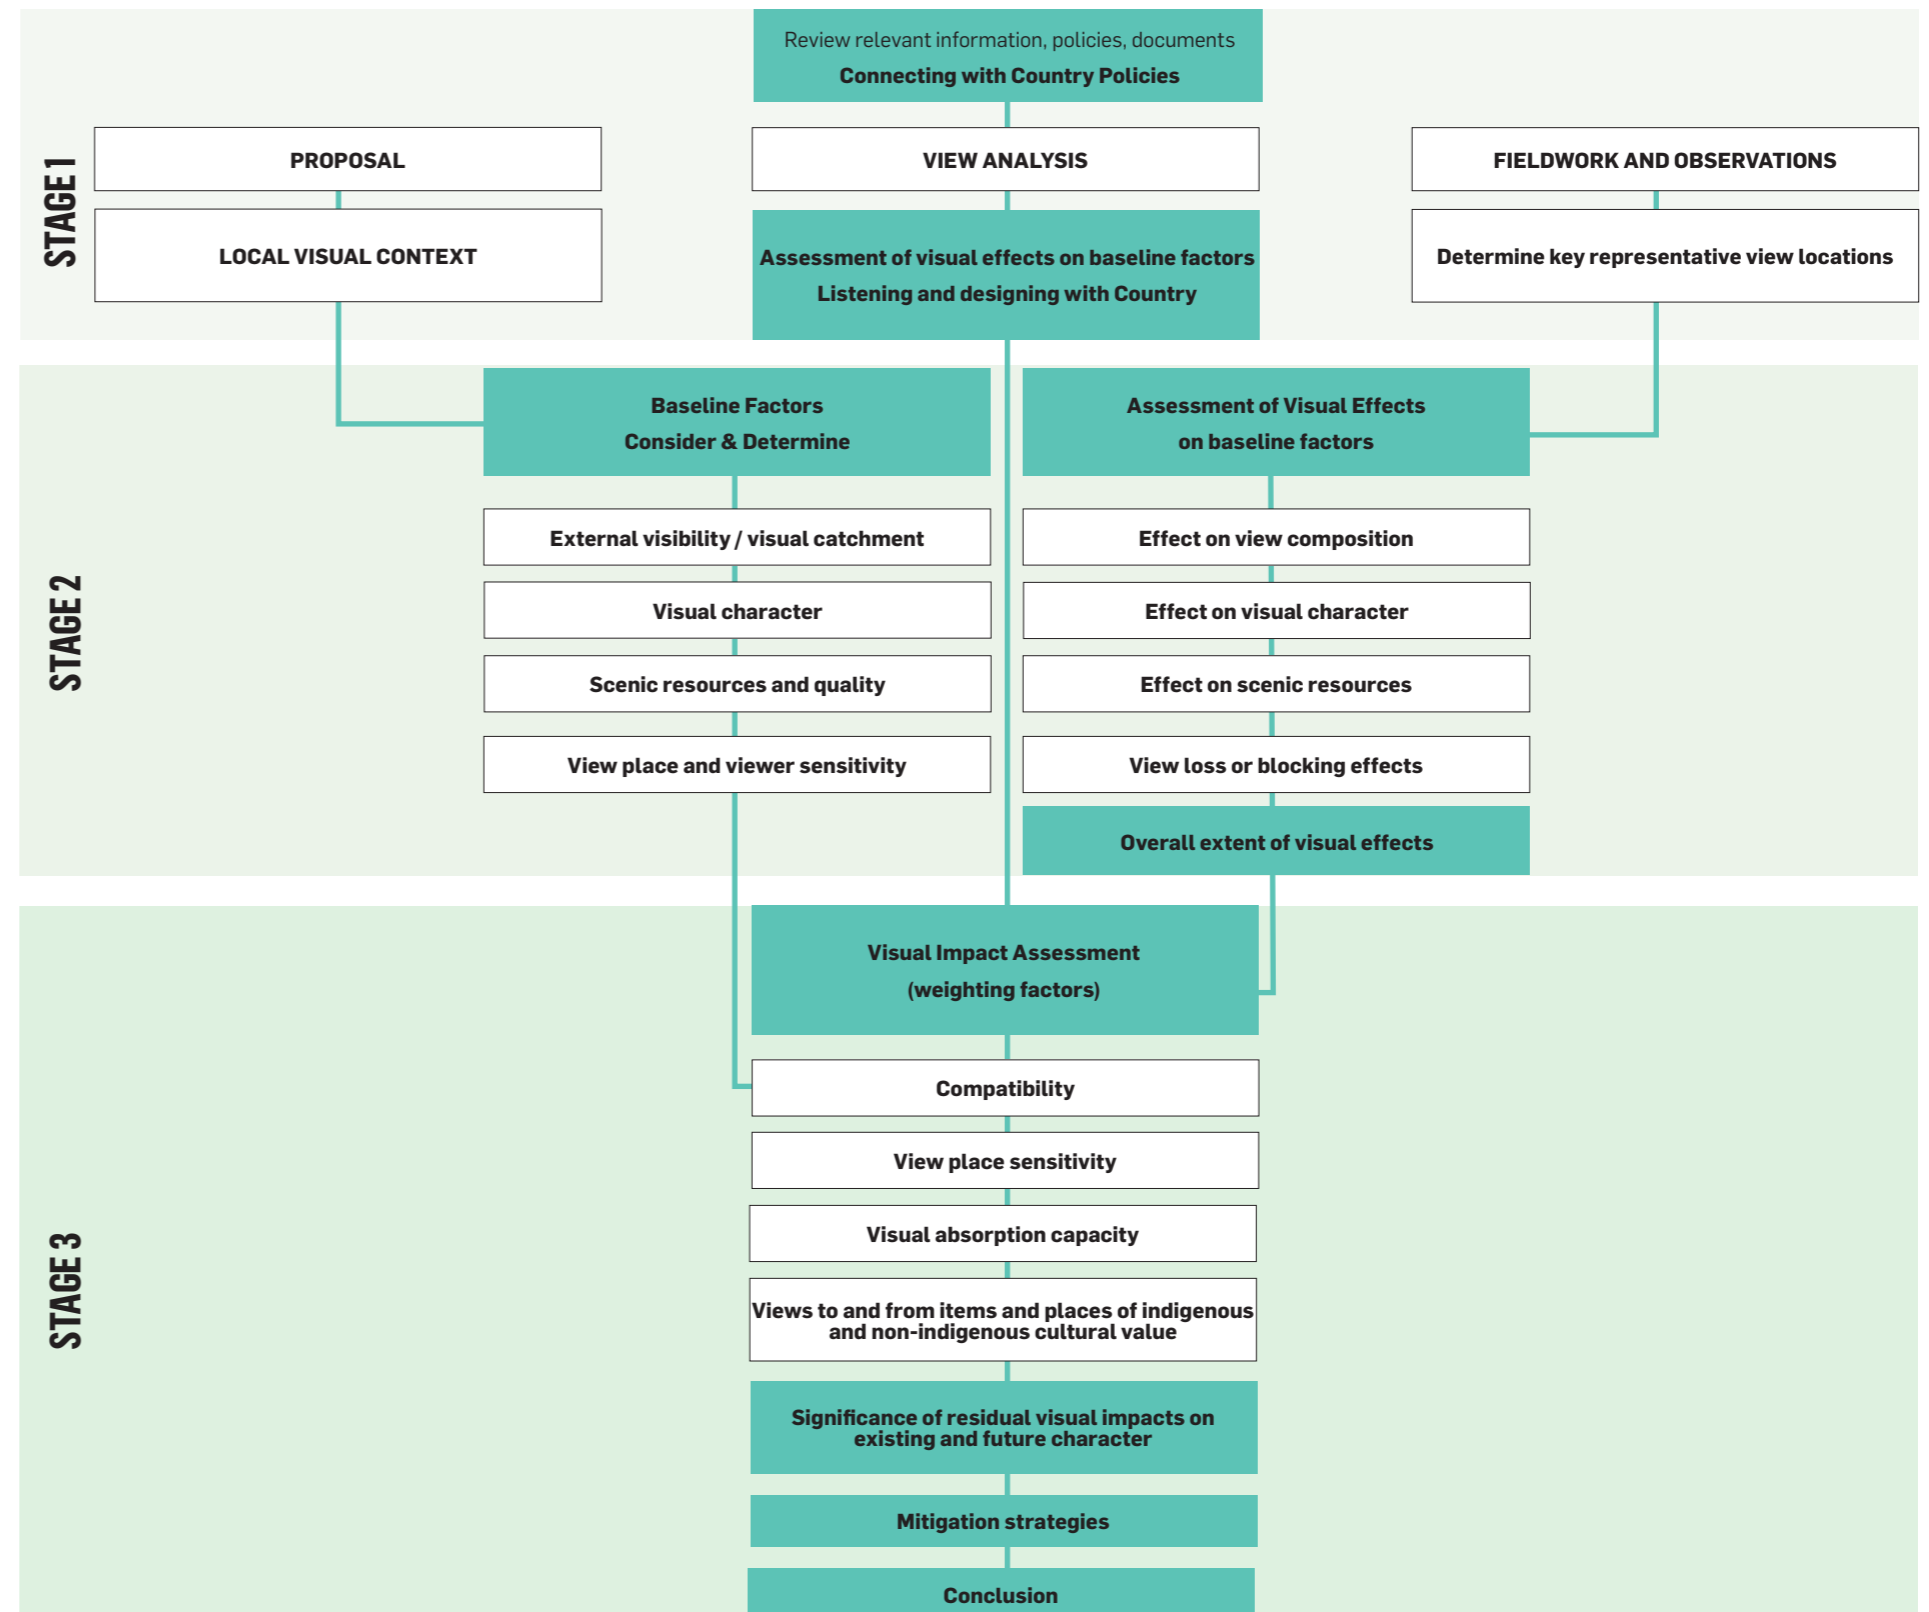 STAGE 1
Review relevant information, policies, documents
Connecting with Country Policies
PROPOSAL
VIEW ANALYSIS
FIELDWORK AND OBSERVATIONS
LOCAL VISUAL CONTEXT
Assessment of visual effects on baseline factors
Listening and designing with Country
Determine key representative view locations
STAGE 2
Baseline Factors
Consider & Determine
External visibility / visual catchment
Visual character
Scenic resources and quality
View place and viewer sensitivity
Assessment of Visual Effects
on baseline factors
Effect on view composition
Effect on visual character
Effect on scenic resources
View loss or blocking effects
Overall extent of visual effects
STAGE 3
Visual Impact Assessment
(weighting factors)
Compatibility
View place sensitivity
Visual absorption capacity
Views to and from items and places of indigenous
and non-indigenous cultural value
Significance of residual visual impacts on
existing and future character
Mitigation strategies
Conclusion